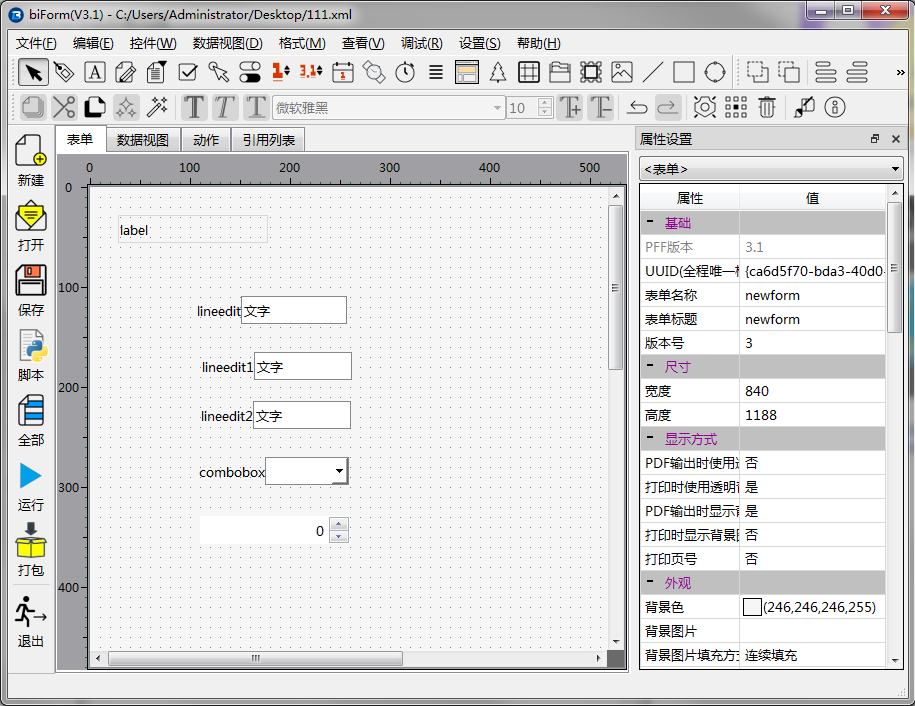 biForm(V3.1) - C:/Users/Administrator/Desktop/111.xml
文件(F) 编辑(E) 控件(W) 数据视图(D) 格式(M) 查看(V) 调试(R) 设置(S) 帮助(H)
微软雅黑 10
新建
打开
保存
脚本
全部
运行
打包
退出
表单 数据视图 动作 引用列表
0 100 200 300 400 500
0
100
200
300
400
label
lineedit 文字
lineedit1 文字
lineedit2 文字
combobox
0
属性设置
<表单>
属性 值
基础
PFF版本 3.1
UUID(全程唯一 {ca6d5f70-bda3-40d0-
表单名称 newform
表单标题 newform
版本号 3
尺寸
宽度 840
高度 1188
显示方式
PDF输出时使用 否
打印时使用透明 是
PDF输出时显示 是
打印时显示背景 否
打印页号 否
外观
背景色 (246,246,246,255)
背景图片
背景图片填充方 连续填充